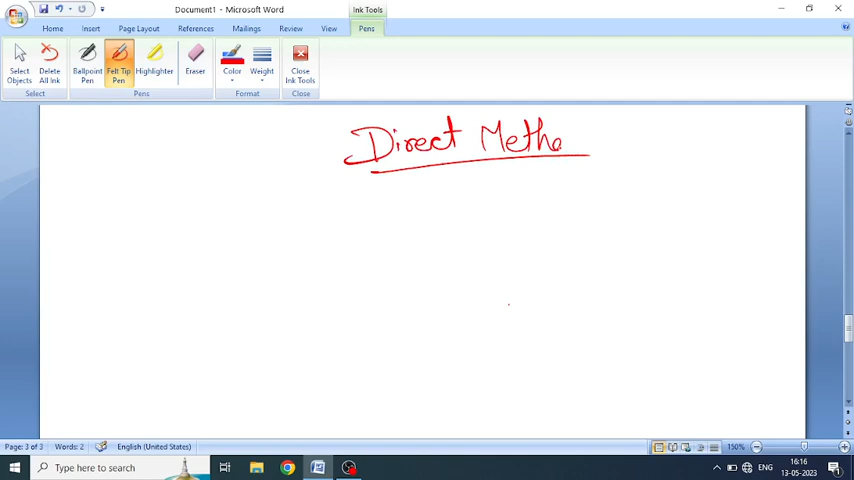 Document1 - Microsoft Word
Ink Tools
Home Insert Page Layout References Mailings Review View Pens
Select Objects
Delete All Ink
Ballpoint Pen
Felt Tip Pen
Highlighter
Eraser
Color
Weight
Close Ink Tools
Select Pens Format Close
Direct Metho
Page: 3 of 3 Words: 2 English (United States) 150%
Type here to search ENG 16:16
13-05-2023 1